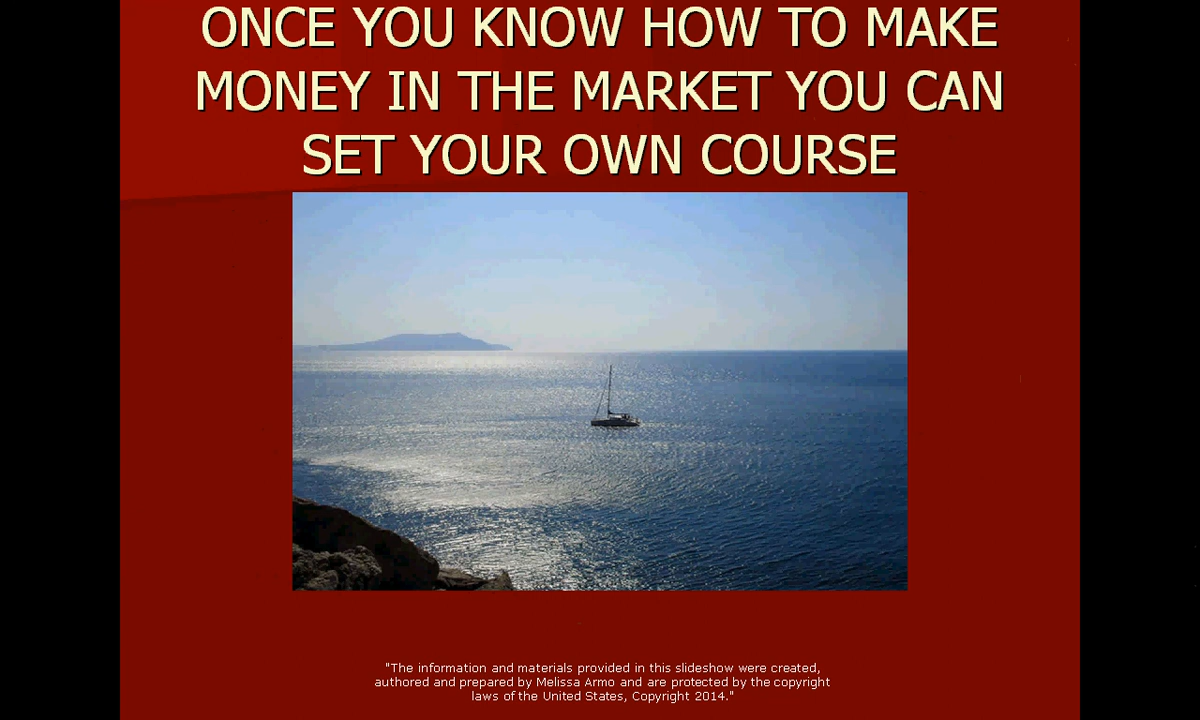 ONCE YOU KNOW HOW TO MAKE
MONEY IN THE MARKET YOU CAN
SET YOUR OWN COURSE
"The information and materials provided in this slideshow were created,
authored and prepared by Melissa Armo and are protected by the copyright
laws of the United States, Copyright 2014."